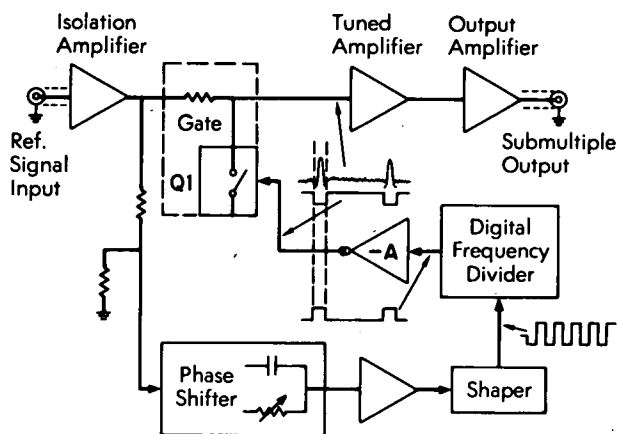 Isolation
Amplifier
Tuned
Amplifier
Output
Amplifier
Gate
Ref.
Signal
Input
Q1
Submultiple
Output
-A
Digital
Frequency
Divider
Phase
Shifter
Shaper